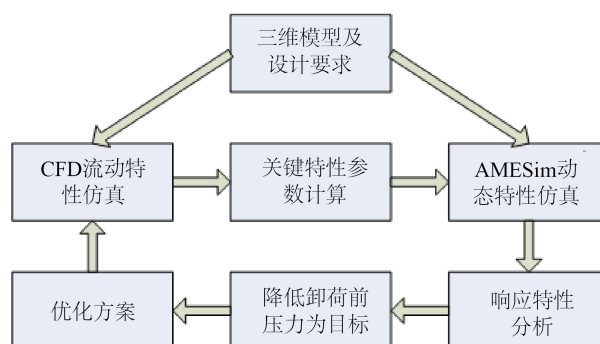 三维模型及
设计要求
CFD流动特
性仿真
关键特性参
数计算
AMESim动
态特性仿真
优化方案
降低卸荷前
压力为目标
响应特性
分析